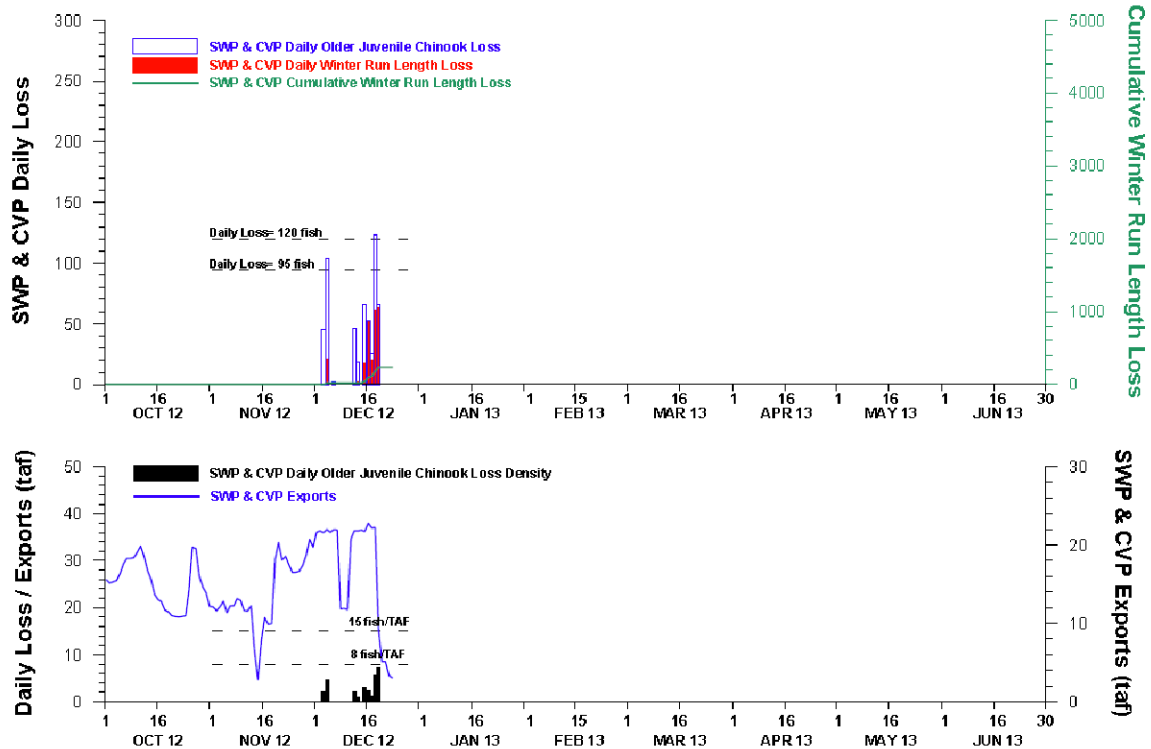 300
250
200
150
100
50
0
SWP & CVP Daily Loss
SWP & CVP Daily Older Juvenile Chinook Loss
SWP & CVP Daily Winter Run Length Loss
SWP & CVP Cumulative Winter Run Length Loss
Daily Loss= 120 fish
Daily Loss= 95 fish
5000
4000
3000
2000
1000
0
Cumulative Winter Run Length Loss
1 16 1 16 1 16 1 16 1 15 1 16 1 16 1 16 1 16 30
OCT 12 NOV 12 DEC 12 JAN 13 FEB 13 MAR 13 APR 13 MAY 13 JUN 13
50
40
30
20
10
0
Daily Loss / Exports (taf)
SWP & CVP Daily Older Juvenile Chinook Loss Density
SWP & CVP Exports
15 fish/TAF
8 fish/TAF
30
20
10
0
SWP & CVP Exports (taf)
1 16 1 16 1 16 1 16 1 15 1 16 1 16 1 16 1 16 30
OCT 12 NOV 12 DEC 12 JAN 13 FEB 13 MAR 13 APR 13 MAY 13 JUN 13